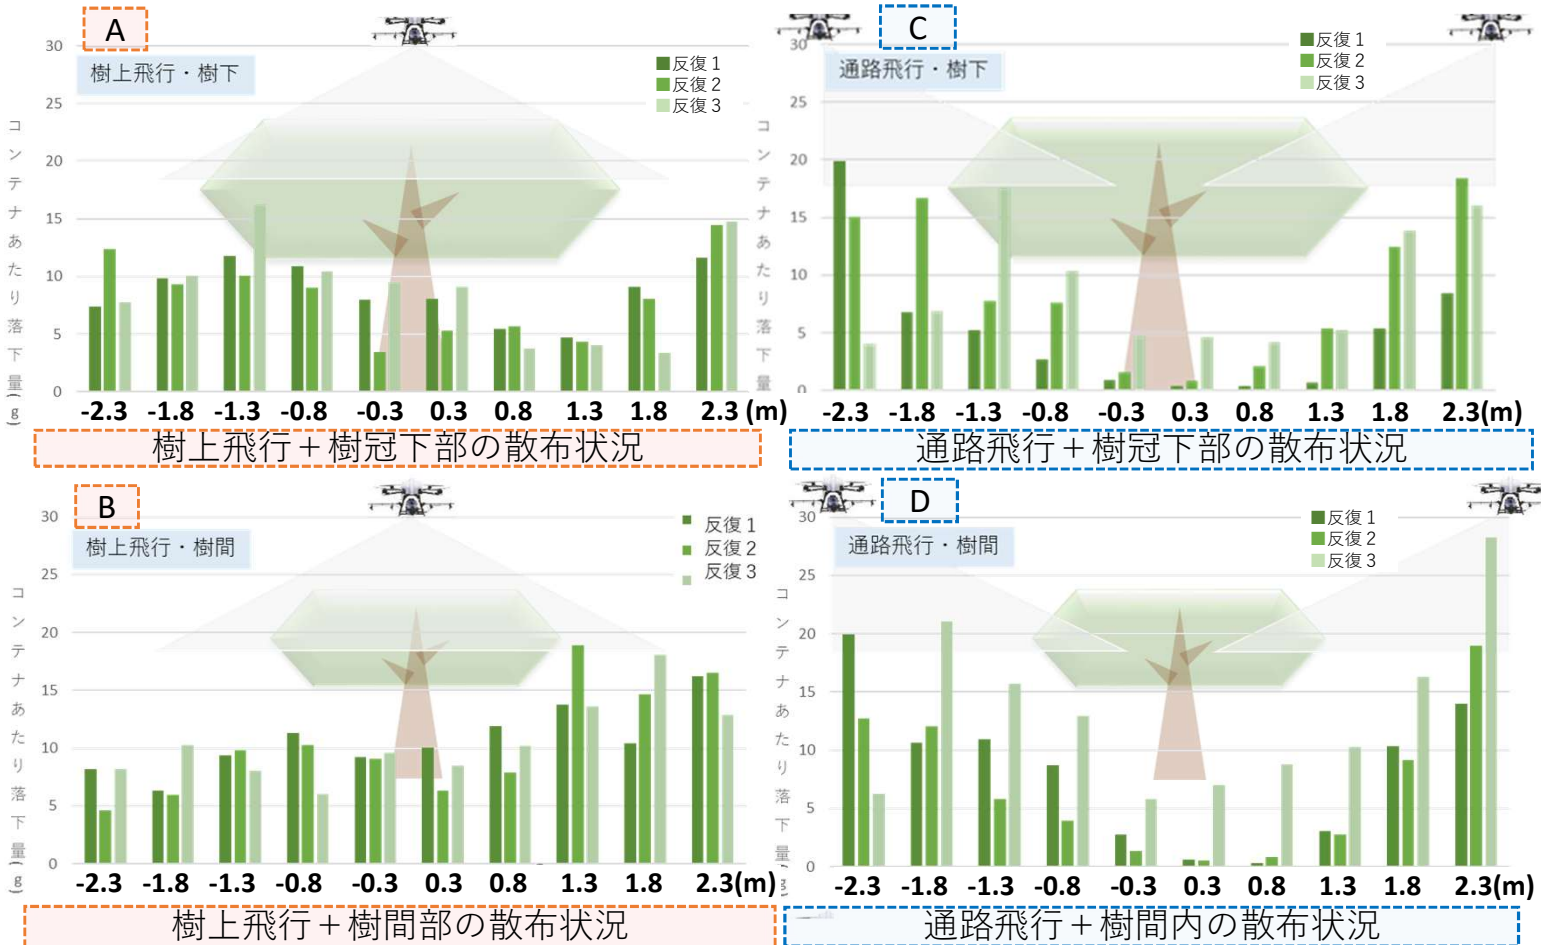 A
樹上飛行・樹下
反復1
反復2
反復3
コンテナあたり落下量(g)
30
25
20
15
10
5
0
-2.3 -1.8 -1.3 -0.8 -0.3 0.3 0.8 1.3 1.8 2.3 (m)
樹上飛行＋樹冠下部の散布状況
C
通路飛行・樹下
反復1
反復2
反復3
コンテナあたり落下量
30
25
20
15
10
5
0
-2.3 -1.8 -1.3 -0.8 -0.3 0.3 0.8 1.3 1.8 2.3(m)
通路飛行＋樹冠下部の散布状況
B
樹上飛行・樹間
反復1
反復2
反復3
コンテナあたり落下量(g)
30
25
20
15
10
5
0
-2.3 -1.8 -1.3 -0.8 -0.3 0.3 0.8 1.3 1.8 2.3(m)
樹上飛行＋樹間部の散布状況
D
通路飛行・樹間
反復1
反復2
反復3
コンテナあたり落下量(g)
30
25
20
15
10
5
0
-2.3 -1.8 -1.3 -0.8 -0.3 0.3 0.8 1.3 1.8 2.3(m)
通路飛行＋樹間内の散布状況